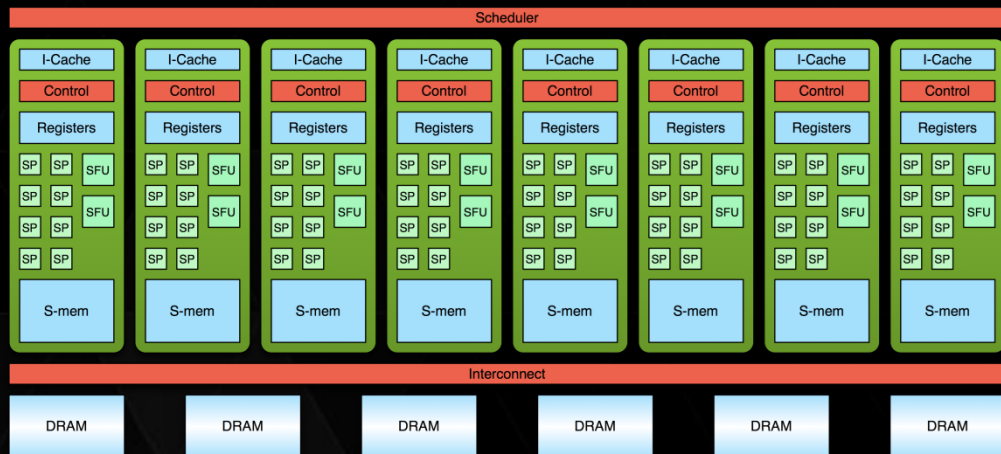 Scheduler
I-Cache I-Cache I-Cache I-Cache I-Cache I-Cache I-Cache I-Cache
Control Control Control Control Control Control Control Control
Registers Registers Registers Registers Registers Registers Registers Registers
SP SP SFU SP SP SFU SP SP SFU SP SP SFU SP SP SFU SP SP SFU SP SP SFU SP SP SFU
SP SP SFU SP SP SFU SP SP SFU SP SP SFU SP SP SFU SP SP SFU SP SP SFU SP SP SFU
SP SP SP SP SP SP SP SP SP SP SP SP SP SP SP SP
SP SP SP SP SP SP SP SP SP SP SP SP SP SP SP SP
S-mem S-mem S-mem S-mem S-mem S-mem S-mem S-mem
Interconnect
DRAM DRAM DRAM DRAM DRAM DRAM